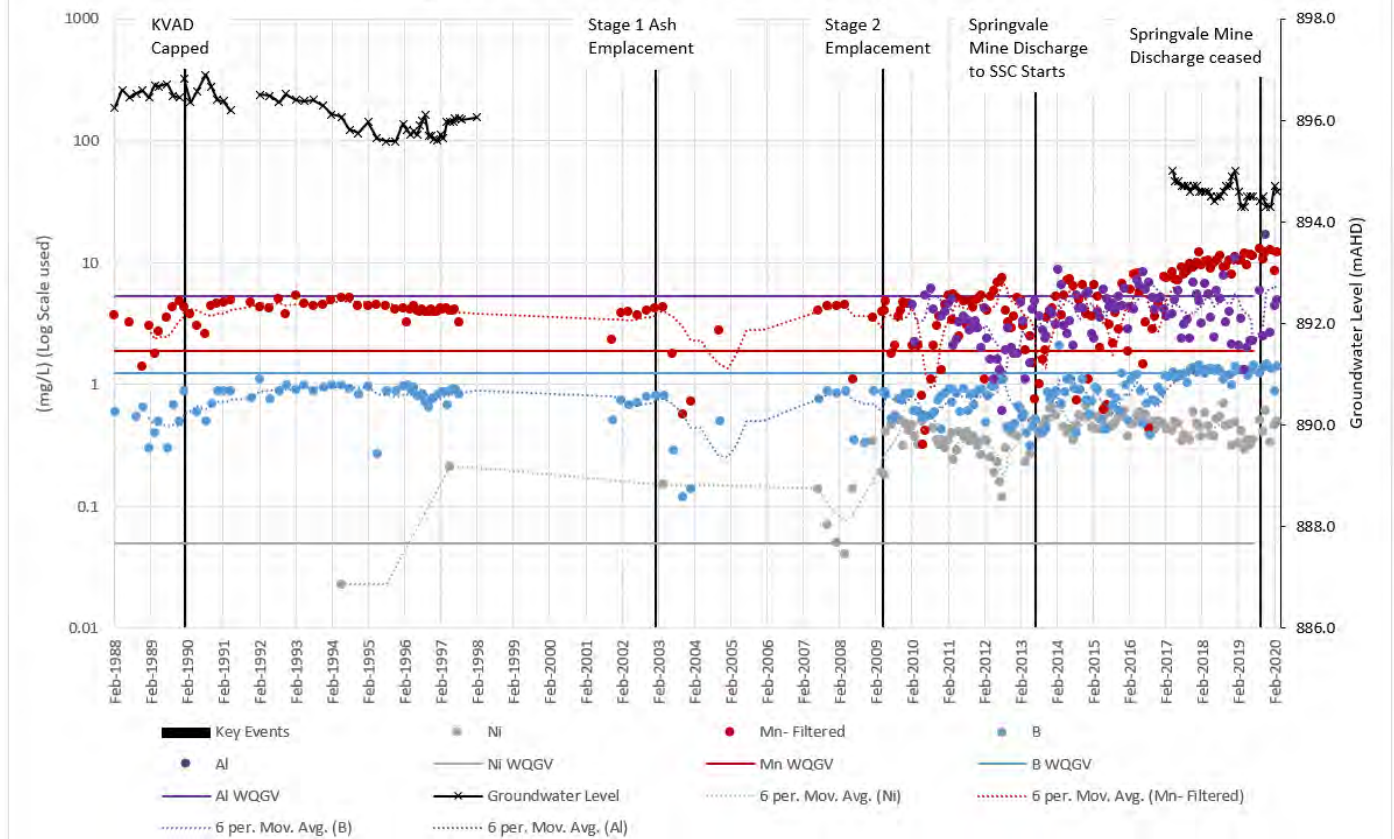 KVAD
Capped
Stage 1 Ash
Emplacement
Stage 2
Emplacement
Springvale
Mine Discharge
to SSC Starts
Springvale Mine
Discharge ceased
(mg/L) (Log Scale used)
1000
100
10
1
0.1
0.01
898.0
896.0
894.0
892.0
890.0
888.0
886.0
Groundwater Level (mAHD)
Feb-1988
Feb-1989
Feb-1990
Feb-1991
Feb-1992
Feb-1993
Feb-1994
Feb-1995
Feb-1996
Feb-1997
Feb-1998
Feb-1999
Feb-2000
Feb-2001
Feb-2002
Feb-2003
Feb-2004
Feb-2005
Feb-2006
Feb-2007
Feb-2008
Feb-2009
Feb-2010
Feb-2011
Feb-2012
Feb-2013
Feb-2014
Feb-2015
Feb-2016
Feb-2017
Feb-2018
Feb-2019
Feb-2020
Key Events
Ni
Mn- Filtered
B
Al
Ni WQGV
Mn WQGV
B WQGV
Al WQGV
Groundwater Level
6 per. Mov. Avg. (Ni)
6 per. Mov. Avg. (Mn- Filtered)
6 per. Mov. Avg. (B)
6 per. Mov. Avg. (Al)